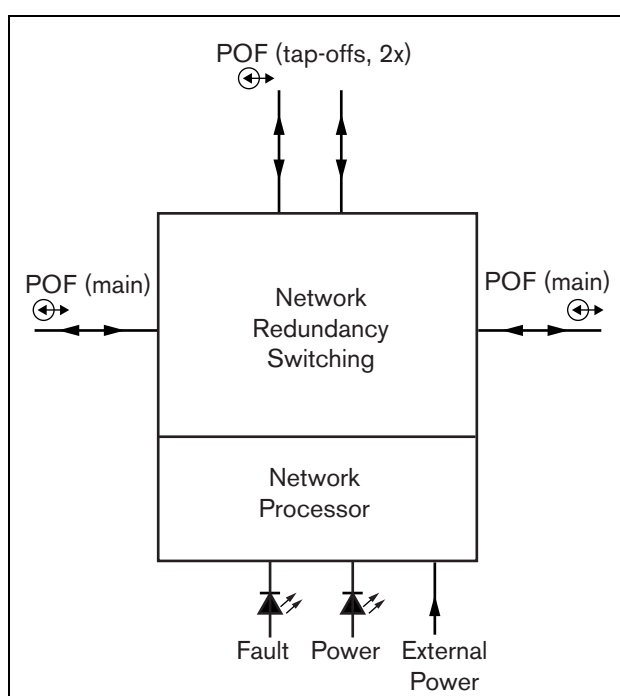 POF (tap-offs, 2x)
POF (main)
POF (main)
Network
Redundancy
Switching
Network
Processor
Fault
Power
External
Power